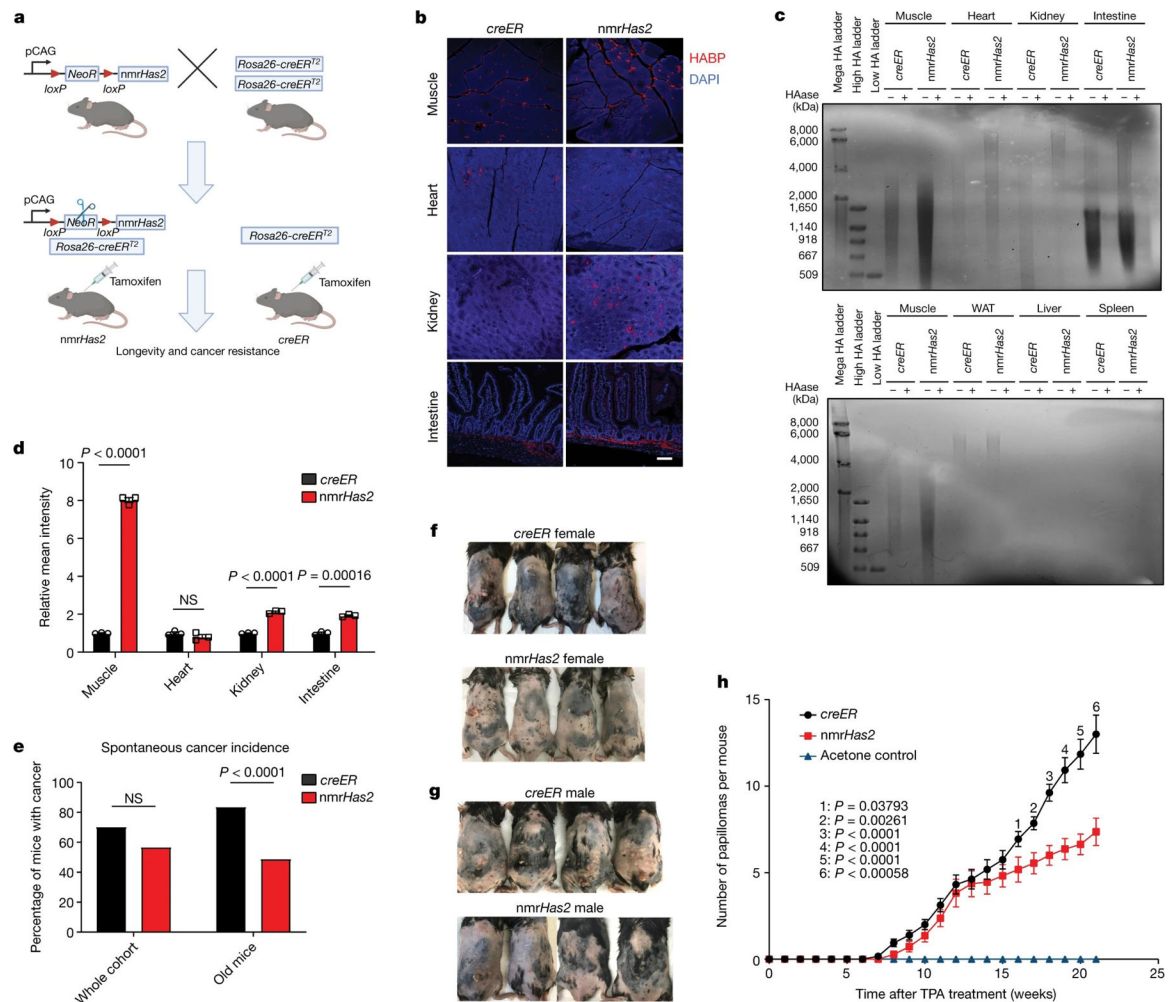 a
pCAG
NeoR
nmrHas2
loxP
loxP
Rosa26-creER^T2
Rosa26-creER^T2
pCAG
NeoR
nmrHas2
loxP
loxP
Rosa26-creER^T2
Rosa26-creER^T2
Tamoxifen
Tamoxifen
nmrHas2
creER
Longevity and cancer resistance
b
creER
nmrHas2
HABP
DAPI
Muscle
Heart
Kidney
Intestine
c
Mega HA ladder
High HA ladder
Low HA ladder
Muscle Heart Kidney Intestine
creER nmrHas2 creER nmrHas2 creER nmrHas2 creER nmrHas2
HAase – + – + – + – + – + – + – + – +
(kDa)
8,000
6,000
4,000
2,000
1,650
1,140
918
667
509
Mega HA ladder
High HA ladder
Low HA ladder
Muscle WAT Liver Spleen
creER nmrHas2 creER nmrHas2 creER nmrHas2 creER nmrHas2
HAase – + – + – + – + – + – + – + – +
(kDa)
8,000
6,000
4,000
2,000
1,650
1,140
918
667
509
d
P < 0.0001
creER
nmrHas2
NS
P < 0.0001
P = 0.00016
Relative mean intensity
10
8
6
4
2
0
Muscle
Heart
Kidney
Intestine
e
Spontaneous cancer incidence
NS
P < 0.0001
creER
nmrHas2
Percentage of mice with cancer
100
80
60
40
20
0
Whole cohort
Old mice
f
creER female
nmrHas2 female
g
creER male
nmrHas2 male
h
creER
nmrHas2
Acetone control
1: P = 0.03793
2: P = 0.00261
3: P < 0.0001
4: P < 0.0001
5: P < 0.0001
6: P < 0.00058
1
2
3
4
5
6
Number of papillomas per mouse
15
10
5
0
0 5 10 15 20 25
Time after TPA treatment (weeks)